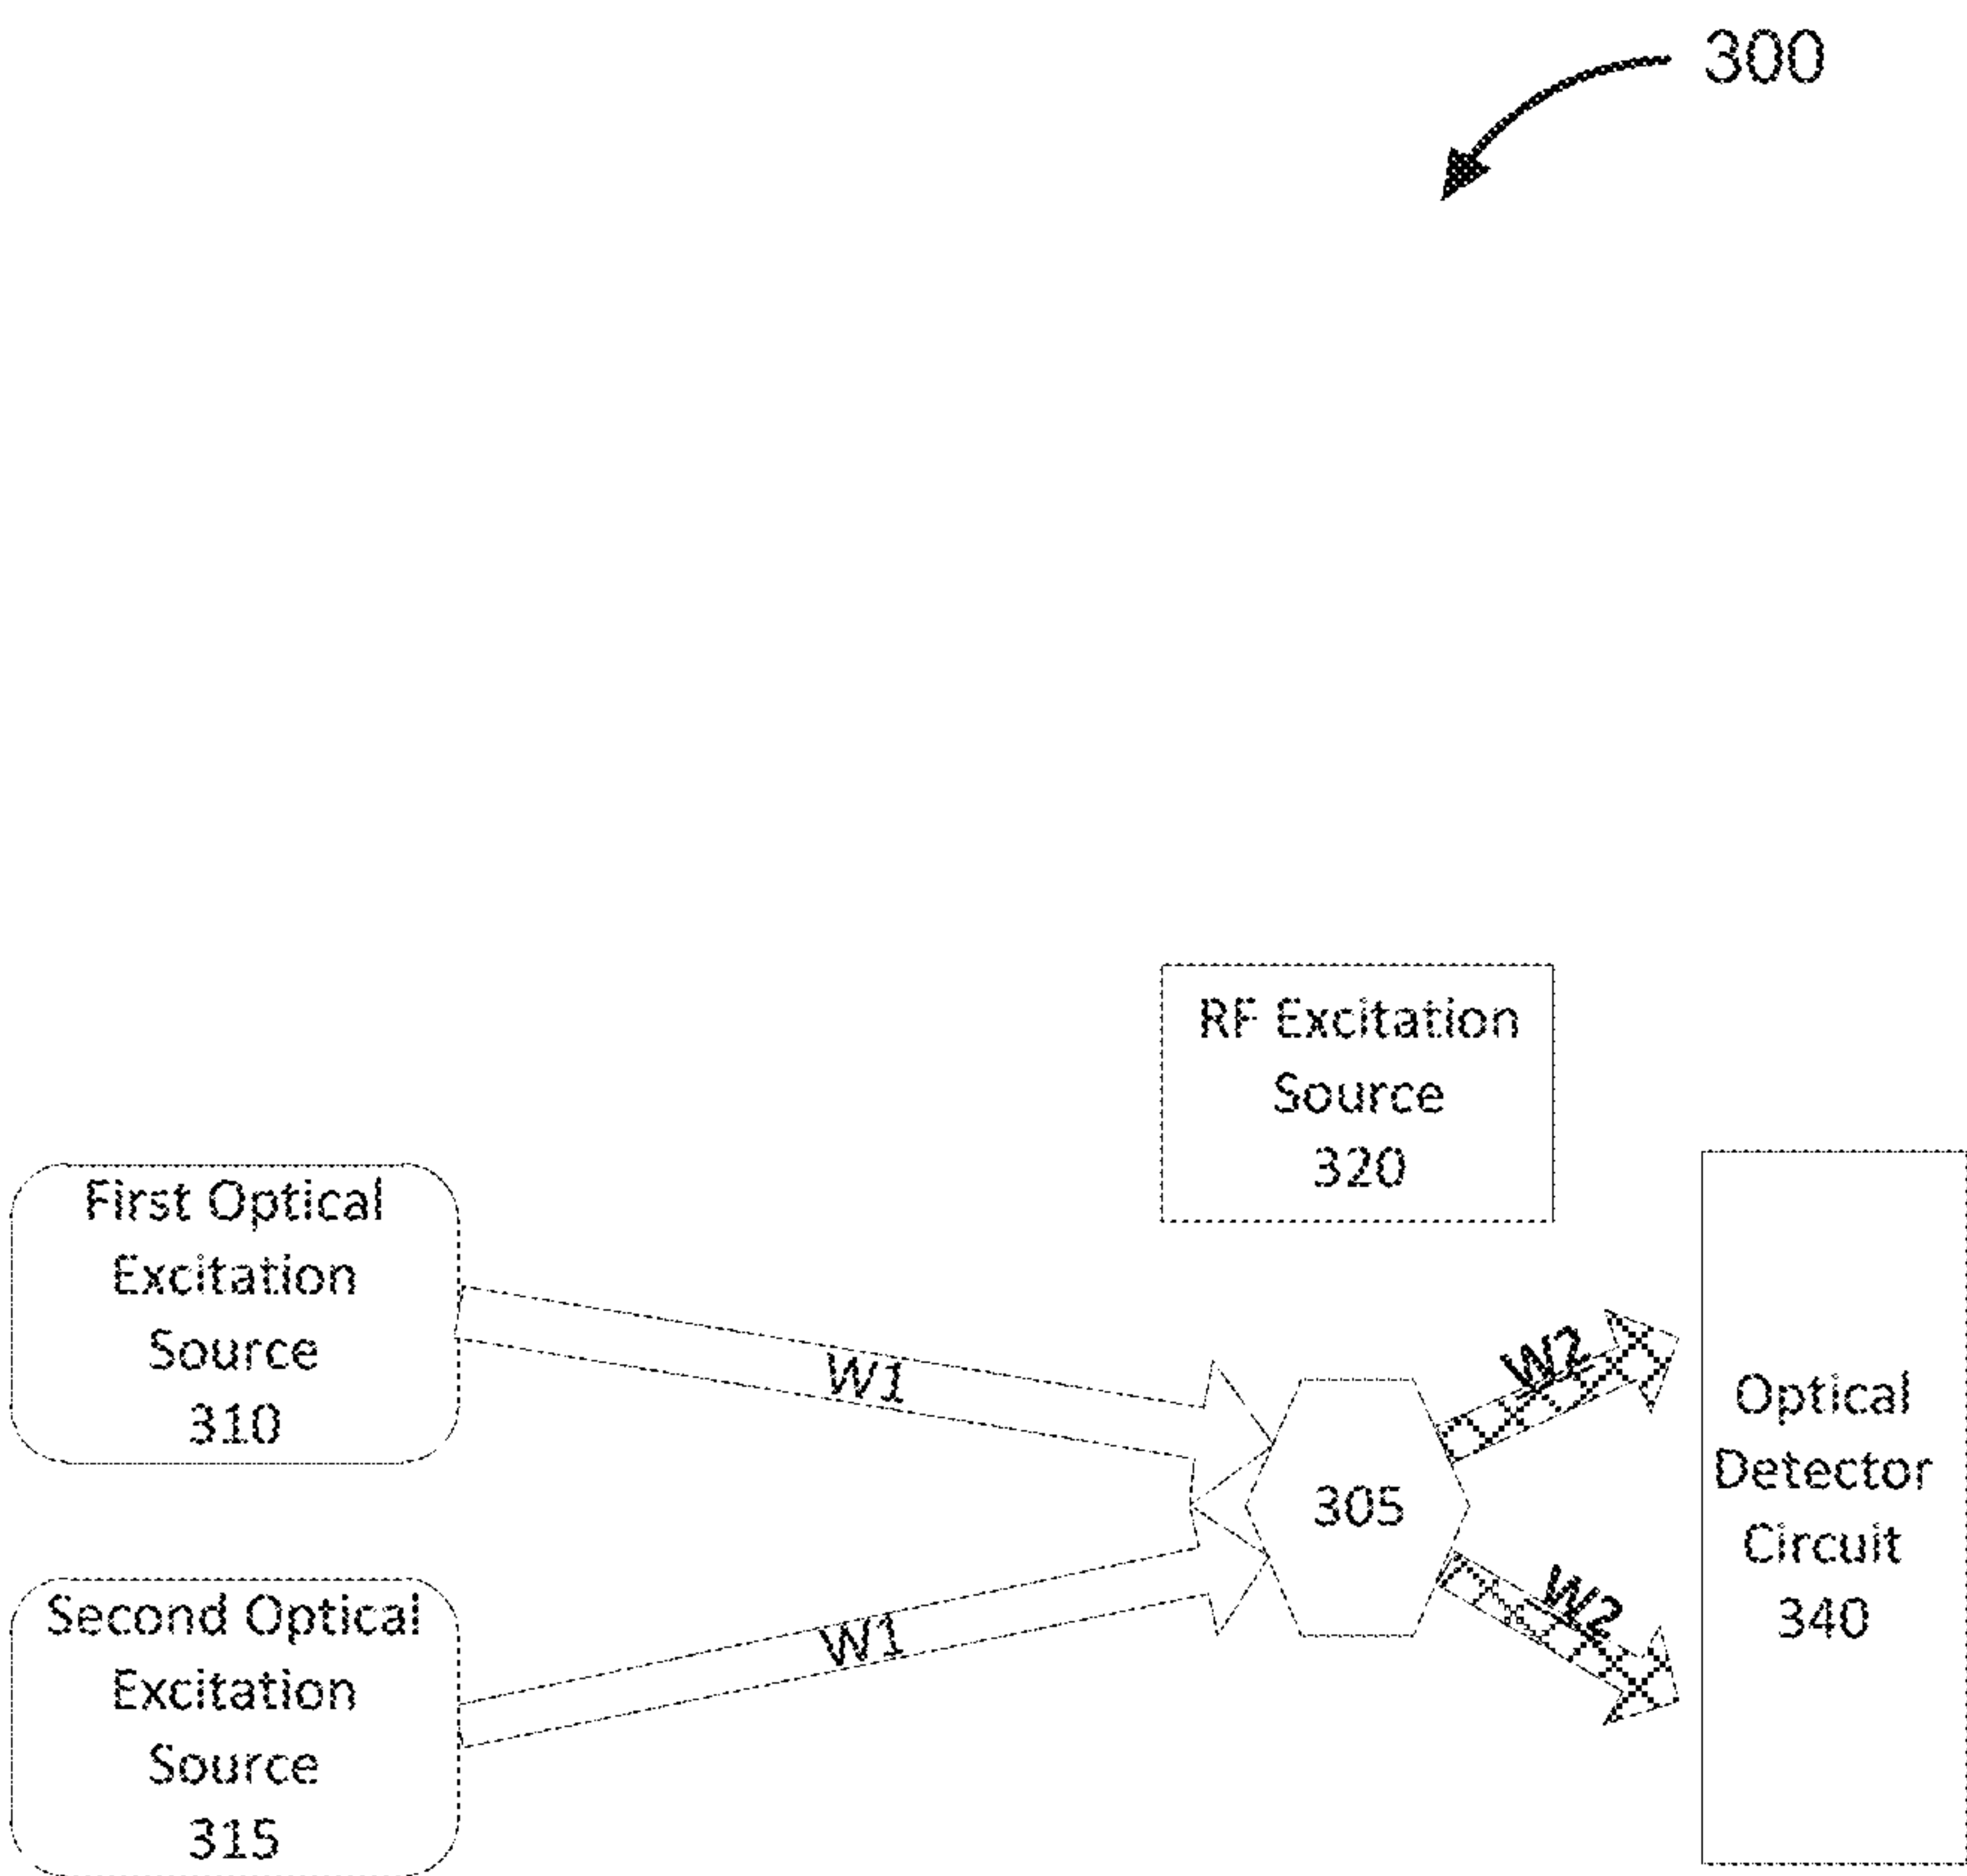 300
RF Excitation
Source
320
First Optical
Excitation
Source
310
W1
W2
305
Optical
Detector
Circuit
340
Second Optical
Excitation
Source
315
W1
W2